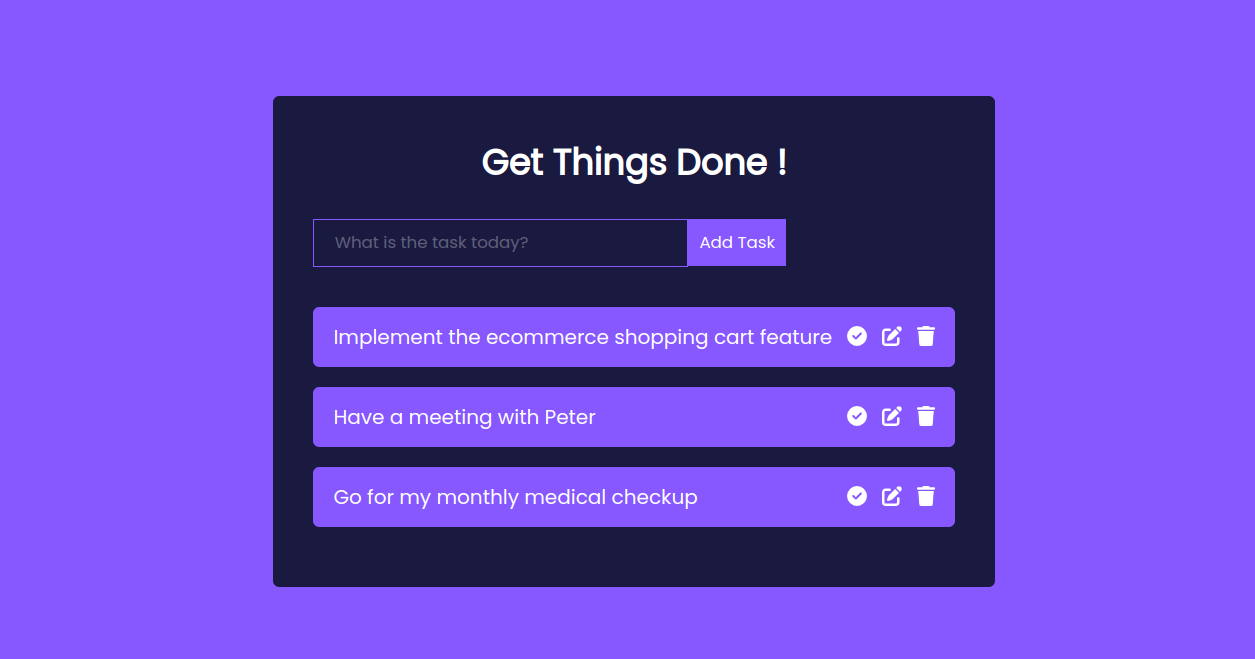 Get Things Done !
What is the task today?
Add Task
Implement the ecommerce shopping cart feature
Have a meeting with Peter
Go for my monthly medical checkup